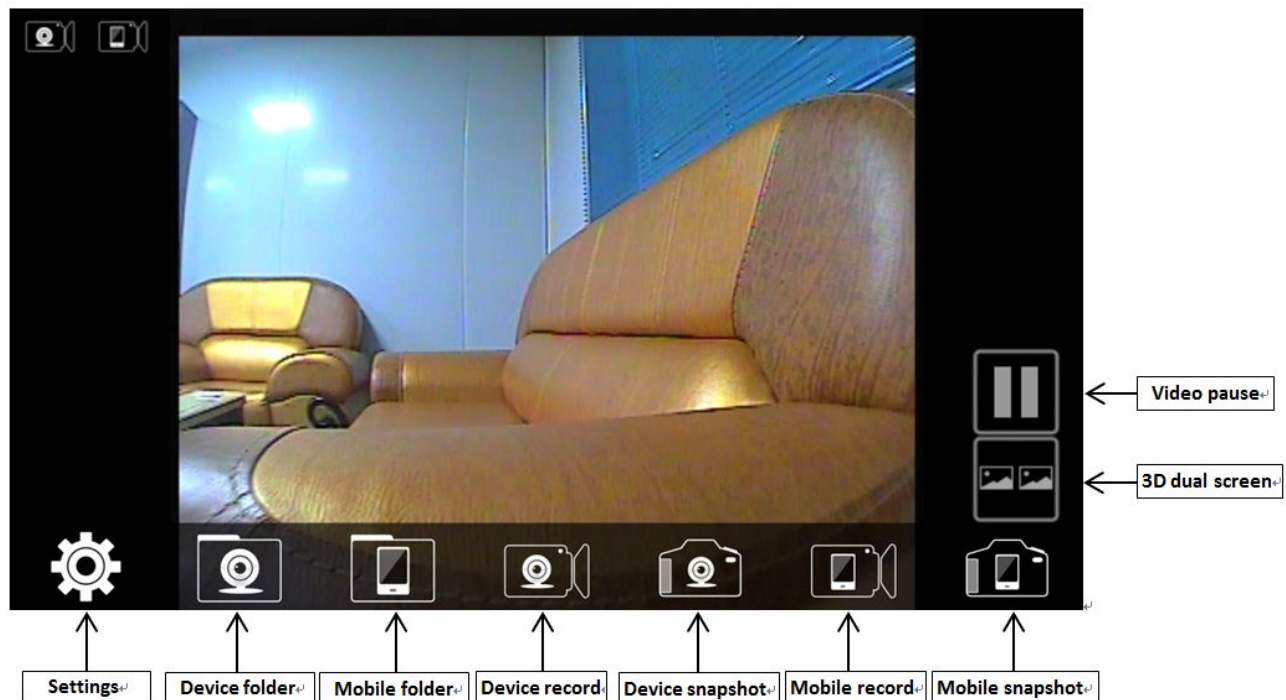 Video pause
3D dual screen
Settings
Device folder
Mobile folder
Device record
Device snapshot
Mobile record
Mobile snapshot